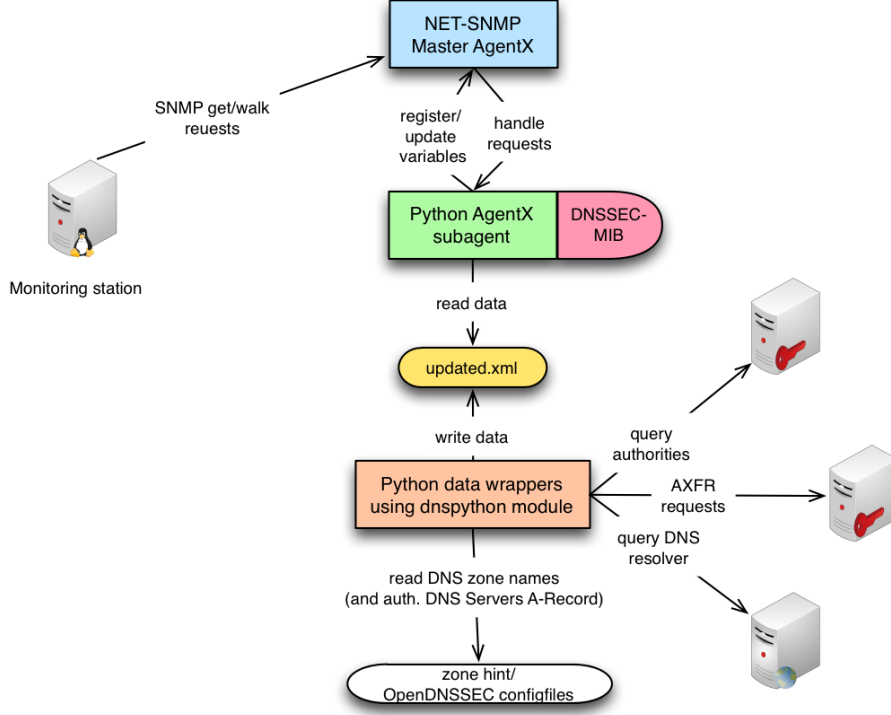 NET-SNMP
Master AgentX
SNMP get/walk
reuests
register/
update
variables
handle
requests
Python AgentX
subagent
DNSSEC-
MIB
Monitoring station
read data
updated.xml
write data
query
authorities
Python data wrappers
using dnspython module
AXFR
requests
query DNS
resolver
read DNS zone names
(and auth. DNS Servers A-Record)
zone hint/
OpenDNSSEC configfiles